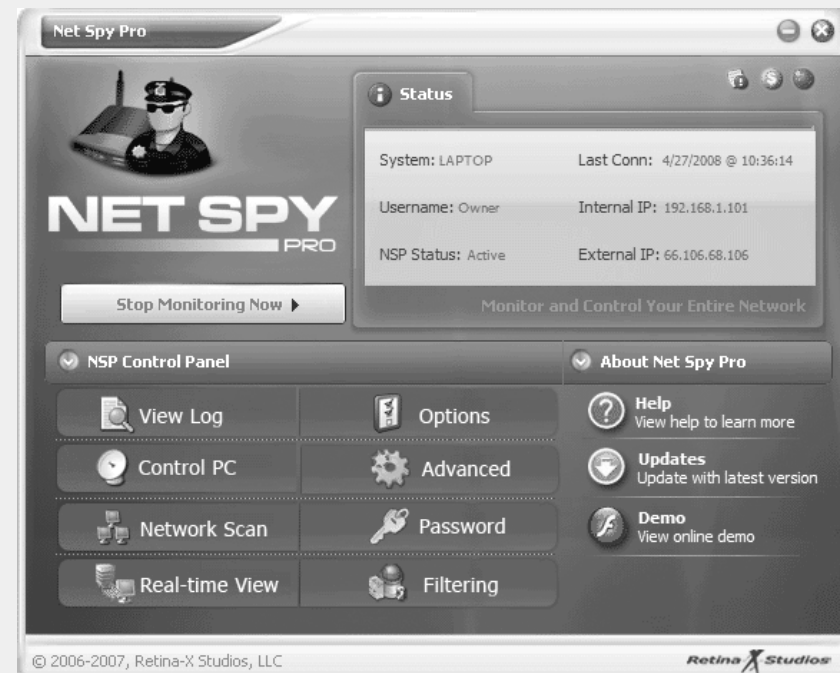 Net Spy Pro
Status
System: LAPTOP
Last Conn: 4/27/2008 @ 10:36:14
Username: Owner
Internal IP: 192.168.1.101
NSP Status: Active
External IP: 66.106.68.106
NET SPY
PRO
Stop Monitoring Now
Monitor and Control Your Entire Network
NSP Control Panel
View Log
Options
Control PC
Advanced
Network Scan
Password
Real-time View
Filtering
About Net Spy Pro
Help
View help to learn more
Updates
Update with latest version
Demo
View online demo
© 2006-2007, Retina-X Studios, LLC
Retina-X Studios